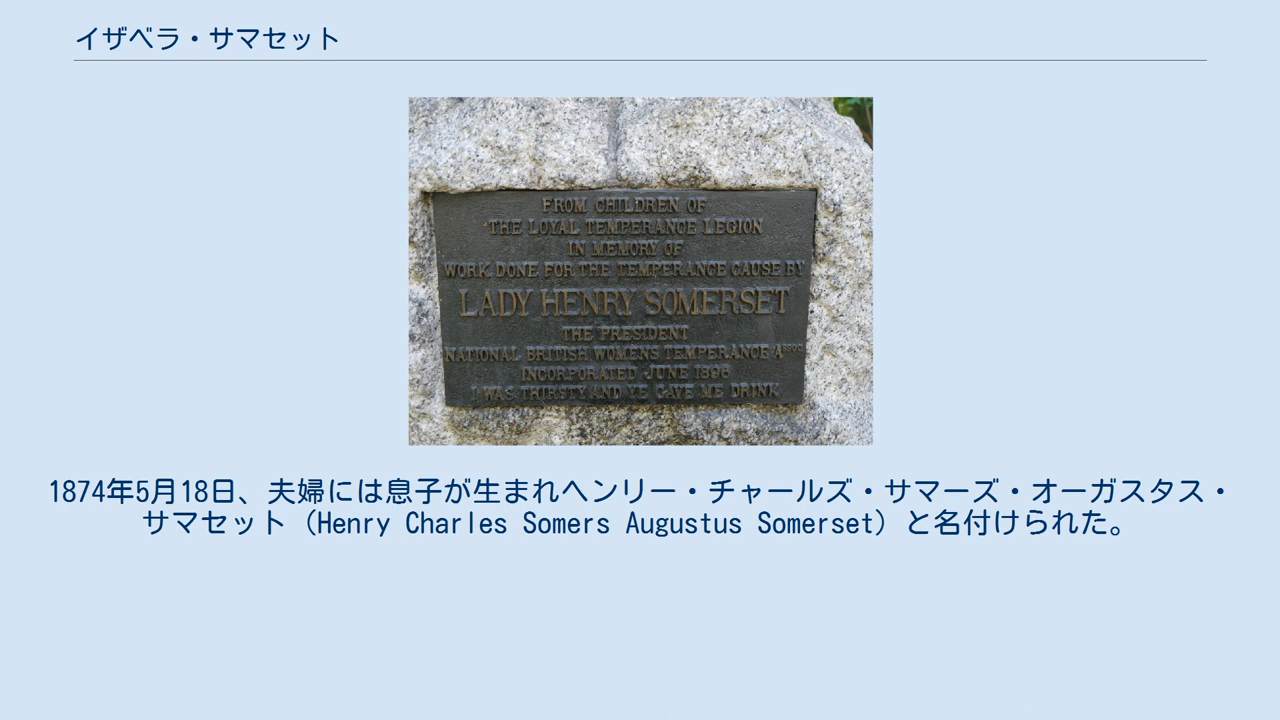 イザベラ・サマセット
FROM CHILDREN OF
THE LOYAL TEMPERANCE LEGION
IN MEMORY OF
WORK DONE FOR THE TEMPERANCE CAUSE BY
LADY HENRY SOMERSET
THE PRESIDENT
NATIONAL BRITISH WOMENS TEMPERANCE ASSOCN
INCORPORATED JUNE 1896
I WAS THIRSTY AND YE GAVE ME DRINK
1874年5月18日、夫婦には息子が生まれヘンリー・チャールズ・サマーズ・オーガスタス・
サマセット（Henry Charles Somers Augustus Somerset）と名付けられた。